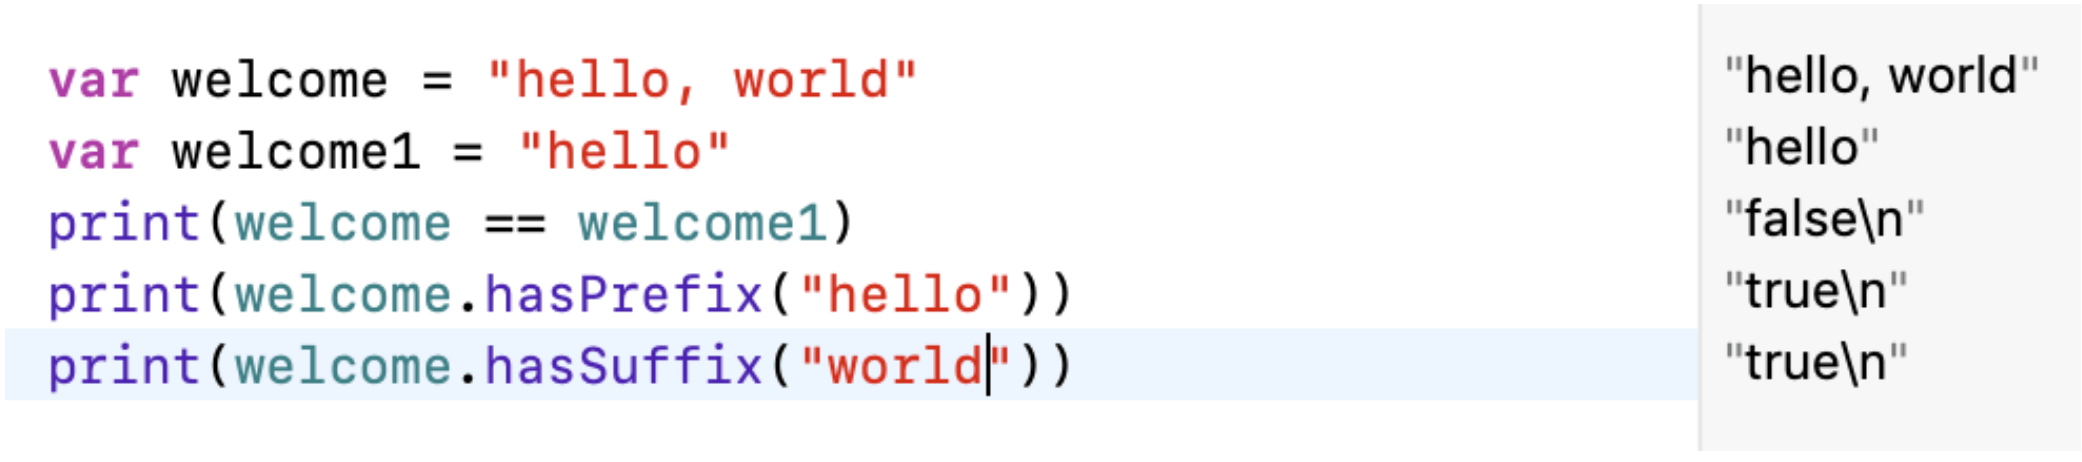 var welcome = "hello, world"
var welcome1 = "hello"
print(welcome == welcome1)
print(welcome.hasPrefix("hello"))
print(welcome.hasSuffix("world"))
"hello, world"
"hello"
"false\n"
"true\n"
"true\n"